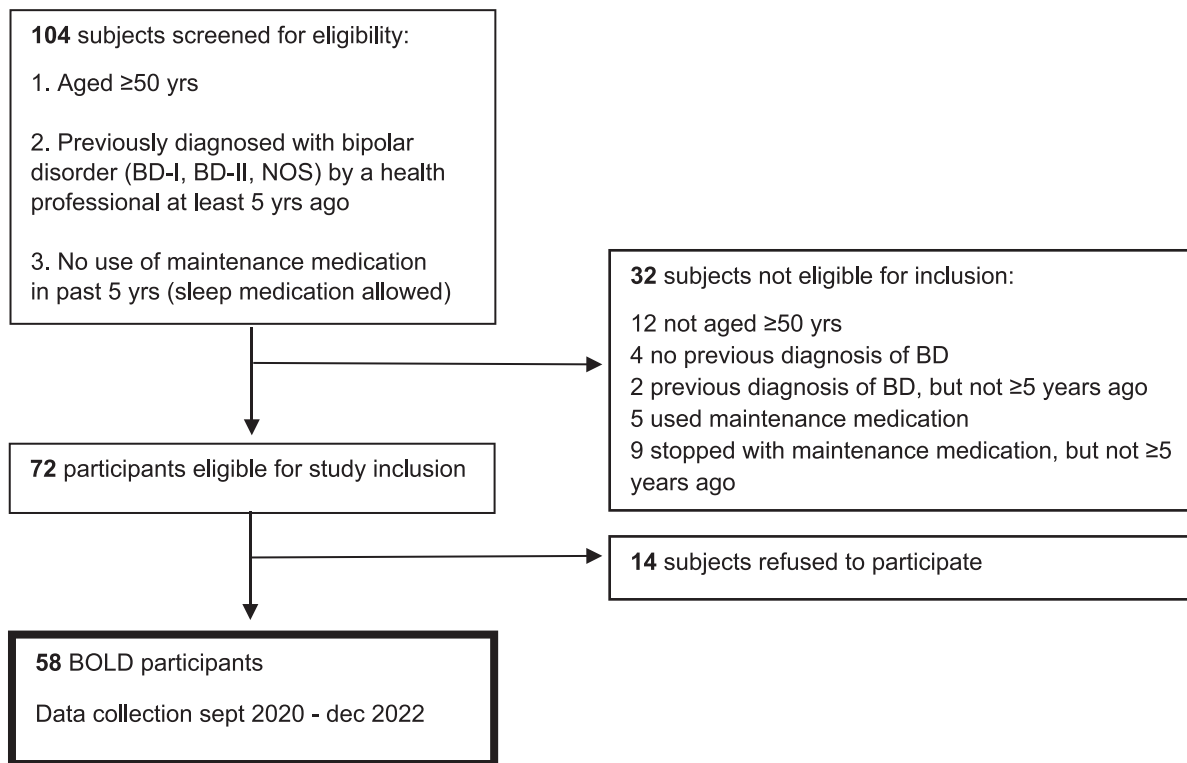 104 subjects screened for eligibility:
1. Aged ≥50 yrs
2. Previously diagnosed with bipolar
disorder (BD-I, BD-II, NOS) by a health
professional at least 5 yrs ago
3. No use of maintenance medication
in past 5 yrs (sleep medication allowed)
32 subjects not eligible for inclusion:
12 not aged ≥50 yrs
4 no previous diagnosis of BD
2 previous diagnosis of BD, but not ≥5 years ago
5 used maintenance medication
9 stopped with maintenance medication, but not ≥5
years ago
72 participants eligible for study inclusion
14 subjects refused to participate
58 BOLD participants
Data collection sept 2020 - dec 2022